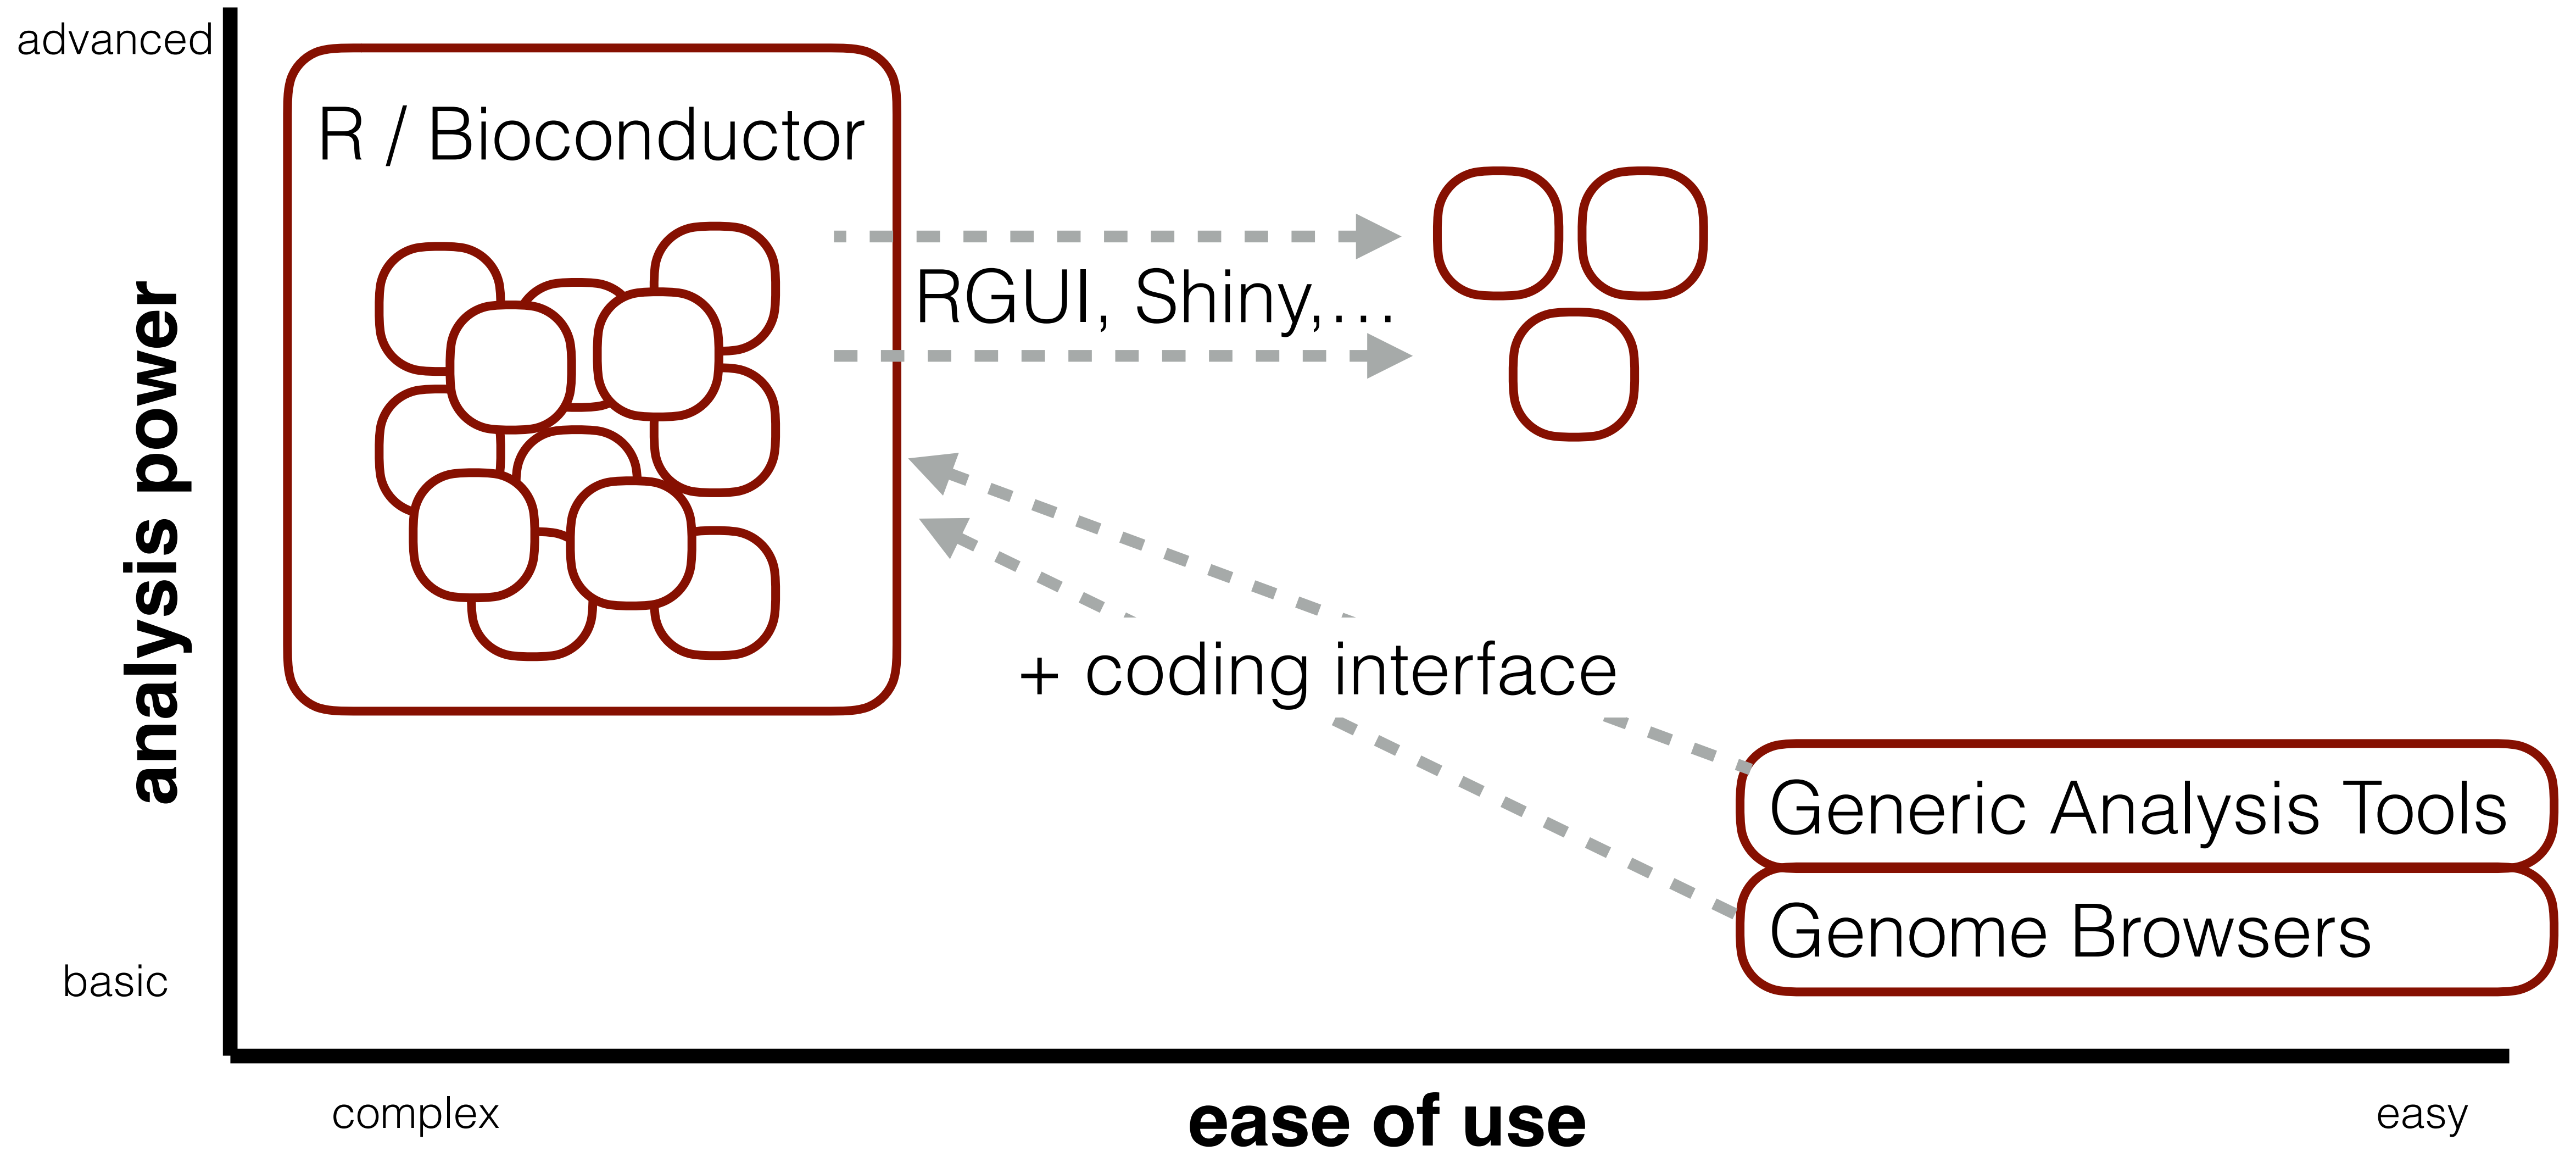 advanced
R / Bioconductor
RGUI, Shiny,...
analysis power
+ coding interface
Generic Analysis Tools
Genome Browsers
basic
complex
ease of use
easy